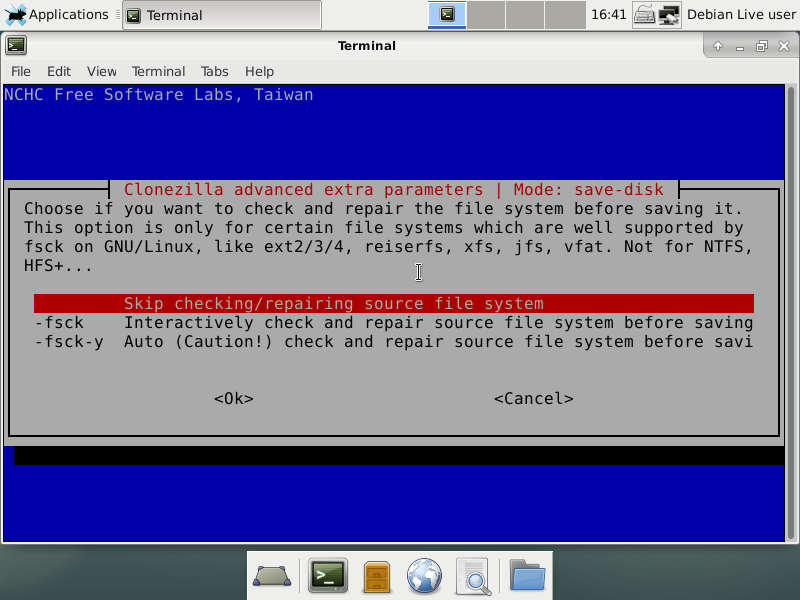 Applications
Terminal
16:41
Debian Live user
Terminal
File Edit View Terminal Tabs Help
NCHC Free Software Labs, Taiwan
Clonezilla advanced extra parameters | Mode: save-disk
Choose if you want to check and repair the file system before saving it.
This option is only for certain file systems which are well supported by
fsck on GNU/Linux, like ext2/3/4, reiserfs, xfs, jfs, vfat. Not for NTFS,
HFS+...
Skip checking/repairing source file system
-fsck Interactively check and repair source file system before saving
-fsck-y Auto (Caution!) check and repair source file system before savi
<Ok> <Cancel>